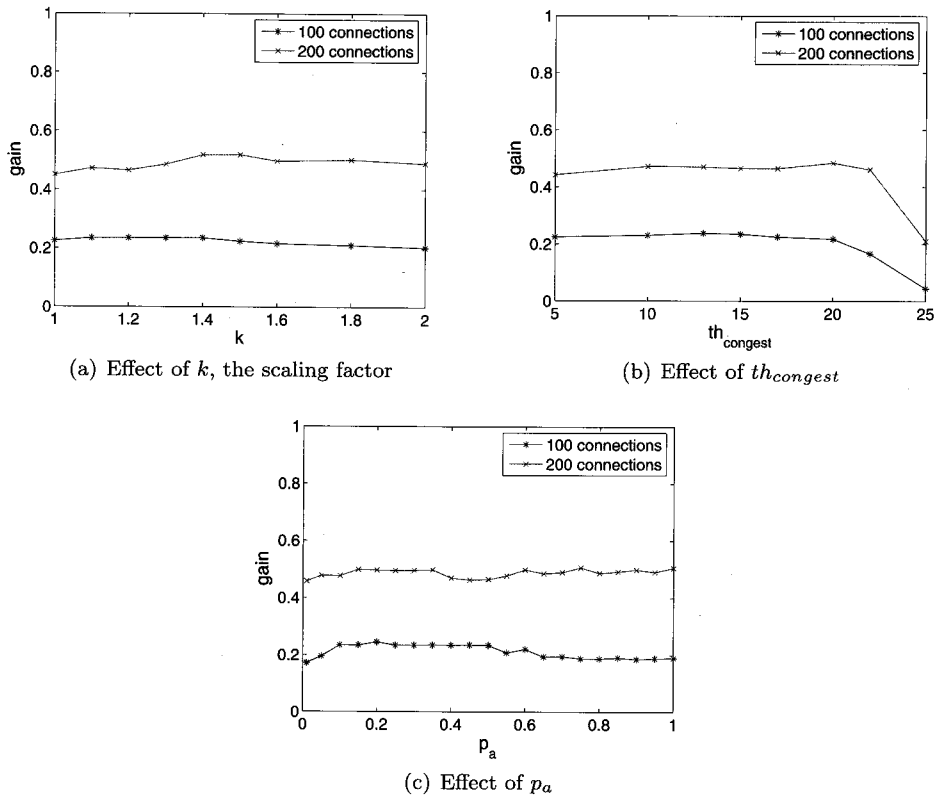 1
0.8
0.6
0.4
0.2
0
gain
100 connections
200 connections
1 1.2 1.4 1.6 1.8 2
k
(a) Effect of k, the scaling factor
1
0.8
0.6
0.4
0.2
0
gain
100 connections
200 connections
5 10 15 20 25
th_congest
(b) Effect of th_congest
1
0.8
0.6
0.4
0.2
0
gain
100 connections
200 connections
0 0.2 0.4 0.6 0.8 1
p_a
(c) Effect of p_a